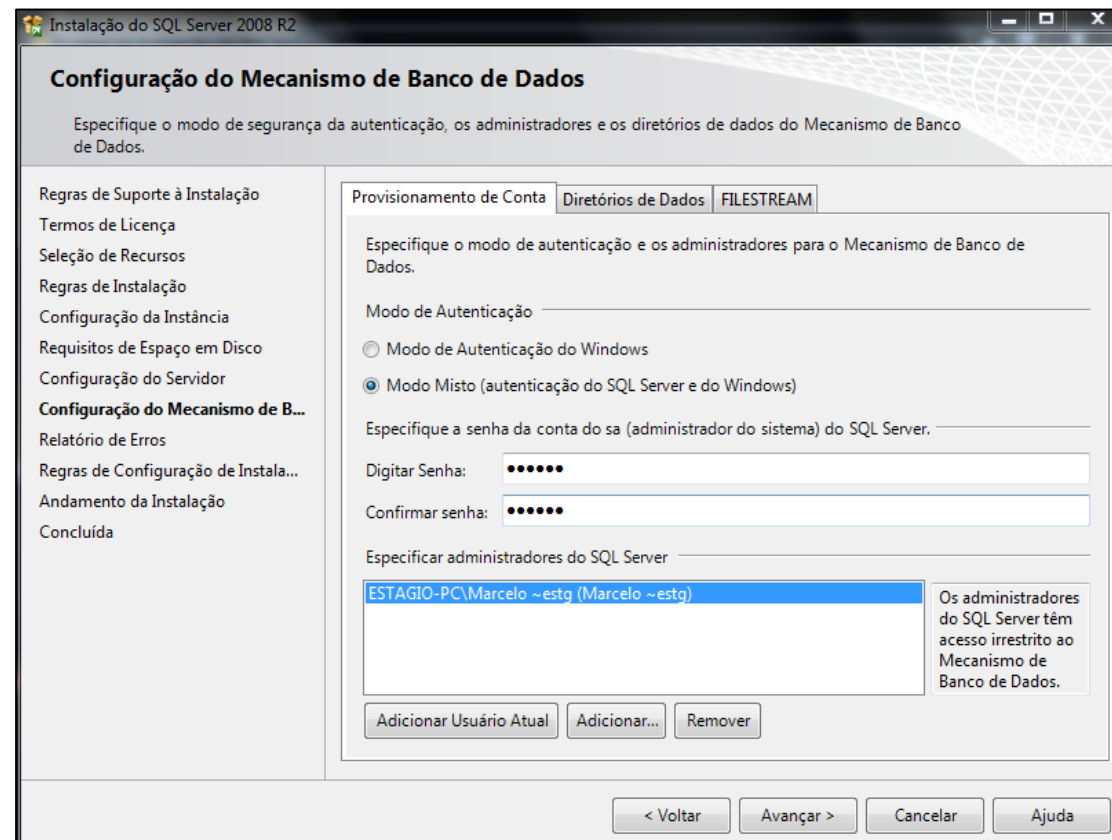 Instalação do SQL Server 2008 R2
Configuração do Mecanismo de Banco de Dados
Especifique o modo de segurança da autenticação, os administradores e os diretórios de dados do Mecanismo de Banco
de Dados.
Regras de Suporte à Instalação
Termos de Licença
Seleção de Recursos
Regras de Instalação
Configuração da Instância
Requisitos de Espaço em Disco
Configuração do Servidor
Configuração do Mecanismo de B...
Relatório de Erros
Regras de Configuração de Instala...
Andamento da Instalação
Concluída
Provisionamento de Conta Diretórios de Dados FILESTREAM
Especifique o modo de autenticação e os administradores para o Mecanismo de Banco de
Dados.
Modo de Autenticação
Modo de Autenticação do Windows
Modo Misto (autenticação do SQL Server e do Windows)
Especifique a senha da conta do sa (administrador do sistema) do SQL Server.
Digitar Senha: ●●●●●●
Confirmar senha: ●●●●●●
Especificar administradores do SQL Server
ESTAGIO-PC\Marcelo ~estg (Marcelo ~estg)
Os administradores
do SQL Server têm
acesso irrestrito ao
Mecanismo de
Banco de Dados.
Adicionar Usuário Atual Adicionar... Remover
< Voltar Avançar > Cancelar Ajuda